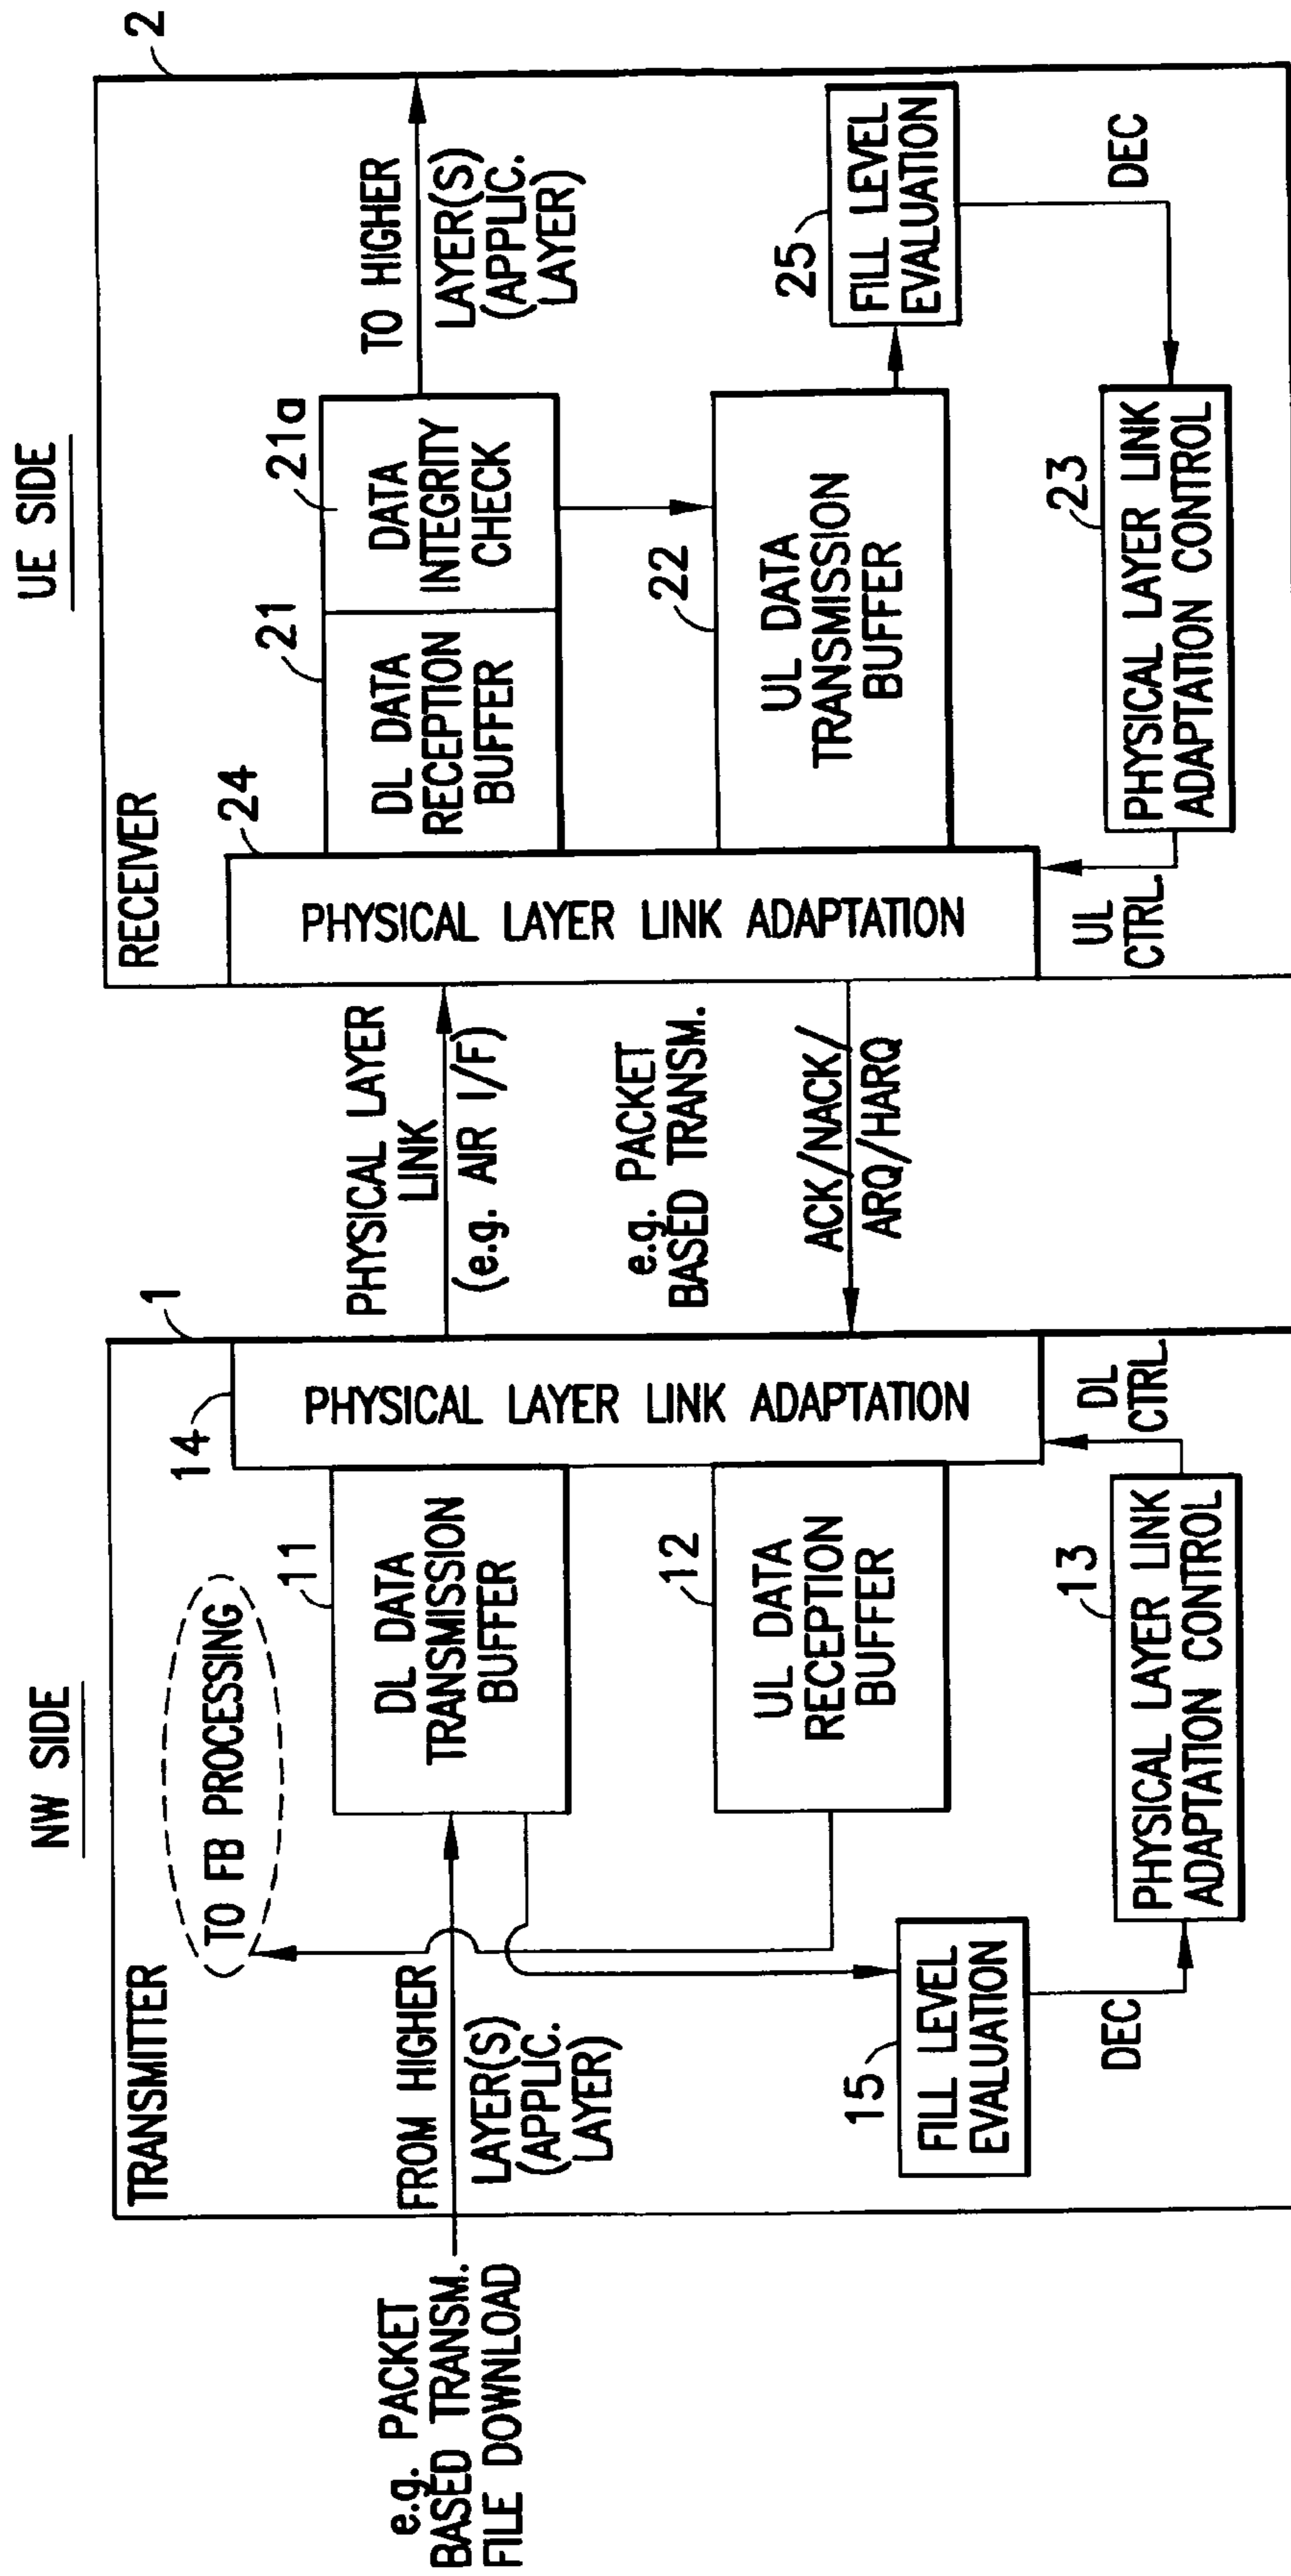 NW SIDE
UE SIDE
e.g. PACKET
BASED TRANSM.
FILE DOWNLOAD
TRANSMITTER
1
TO FB PROCESSING
FROM HIGHER
LAYER(S)
(APPLIC.
LAYER)
11
DL DATA
TRANSMISSION
BUFFER
12
UL DATA
RECEPTION
BUFFER
14
PHYSICAL LAYER LINK ADAPTATION
15
FILL LEVEL
EVALUATION
DEC
13
PHYSICAL LAYER LINK
ADAPTATION CONTROL
DL
CTRL.
PHYSICAL LAYER
LINK
(e.g. AIR I/F)
e.g. PACKET
BASED TRANSM.
ACK/NACK/
ARQ/HARQ
RECEIVER
2
24
PHYSICAL LAYER LINK ADAPTATION
21
DL DATA
RECEPTION
BUFFER
21a
DATA
INTEGRITY
CHECK
TO HIGHER
LAYER(S)
(APPLIC.
LAYER)
22
UL DATA
TRANSMISSION
BUFFER
25
FILL LEVEL
EVALUATION
DEC
23
PHYSICAL LAYER LINK
ADAPTATION CONTROL
UL
CTRL.